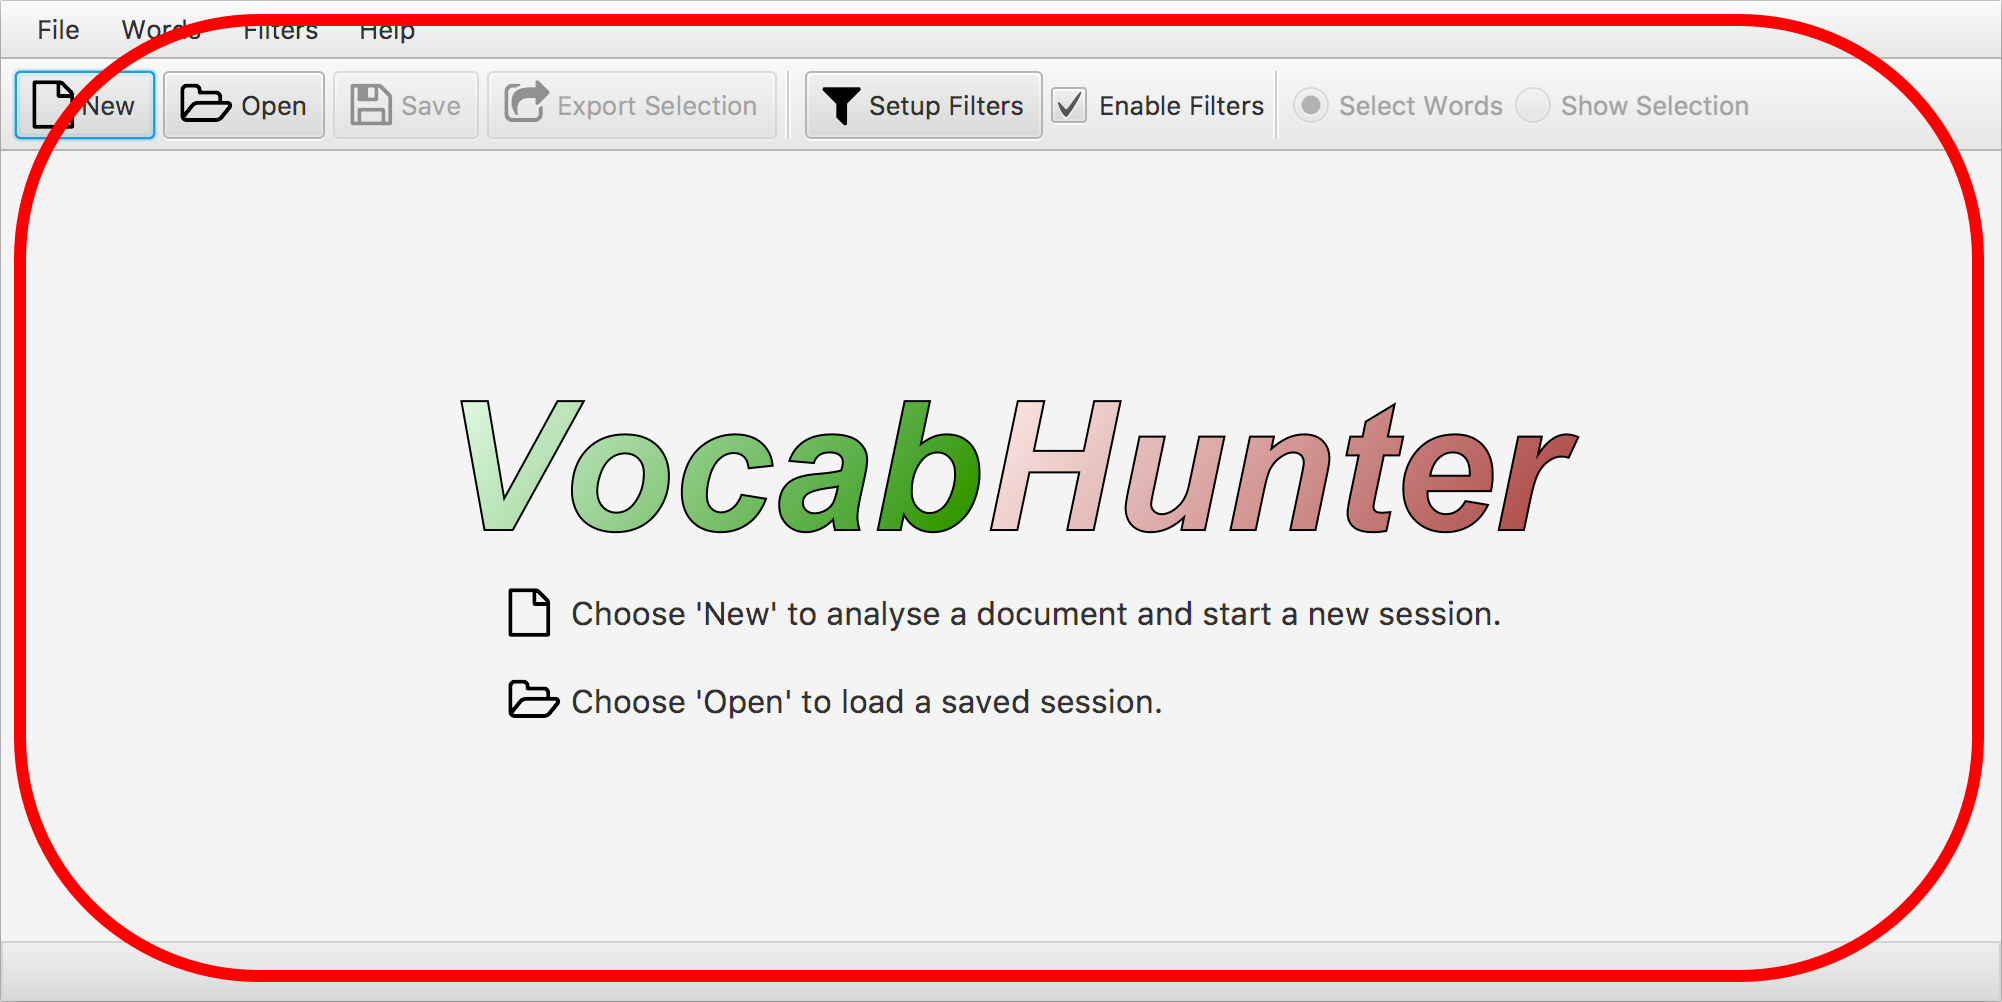 File Words Filters Help
New Open Save Export Selection Setup Filters Enable Filters Select Words Show Selection
VocabHunter
Choose 'New' to analyse a document and start a new session.
Choose 'Open' to load a saved session.